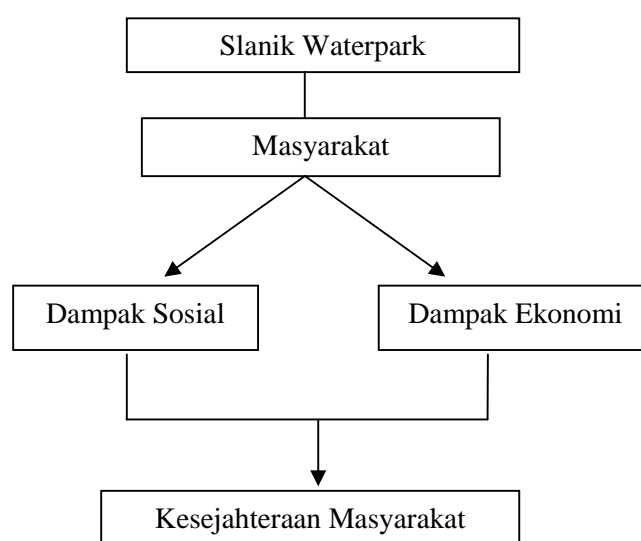 Slanik Waterpark
Masyarakat
Dampak Sosial
Dampak Ekonomi
Kesejahteraan Masyarakat